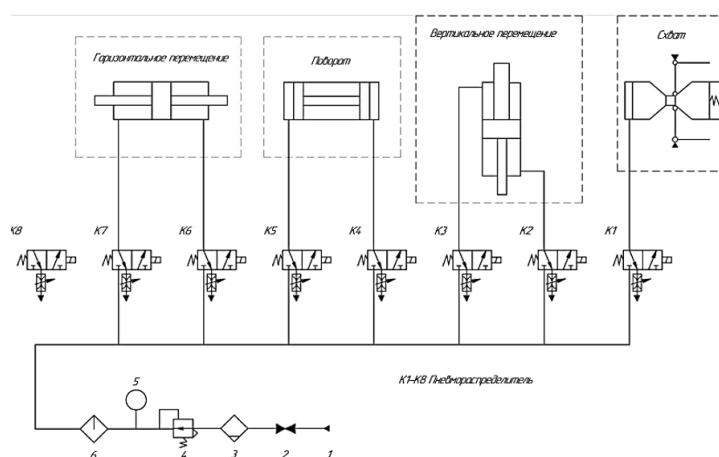 Горизонтальное перемещение
Поворот
Вертикальное перемещение
Схват
К8 К7 К6 К5 К4 К3 К2 К1
К1-К8 Пневмораспределитель
5
6 4 3 2 1